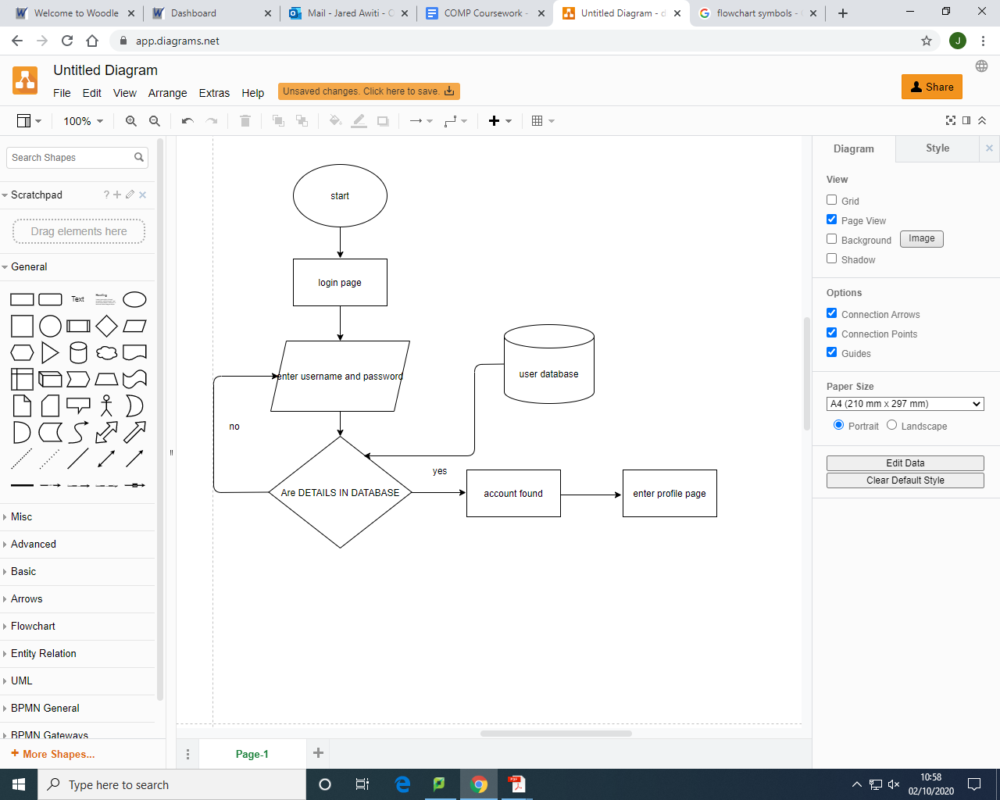 Welcome to Woodle
Dashboard
Mail - Jared Awiti - O
COMP Coursework -
Untitled Diagram - d
flowchart symbols -
app.diagrams.net
J
Untitled Diagram
File Edit View Arrange Extras Help
Unsaved changes. Click here to save.
Share
100%
Search Shapes
Scratchpad
?
Drag elements here
General
Text
Heading
Misc
Advanced
Basic
Arrows
Flowchart
Entity Relation
UML
BPMN General
BPMN Gateways
+ More Shapes...
start
login page
enter username and password
user database
no
yes
Are DETAILS IN DATABASE
account found
enter profile page
Page-1
Diagram
Style
View
Grid
Page View
Background
Image
Shadow
Options
Connection Arrows
Connection Points
Guides
Paper Size
A4 (210 mm x 297 mm)
Portrait
Landscape
Edit Data
Clear Default Style
Type here to search
PDF
10:58
02/10/2020